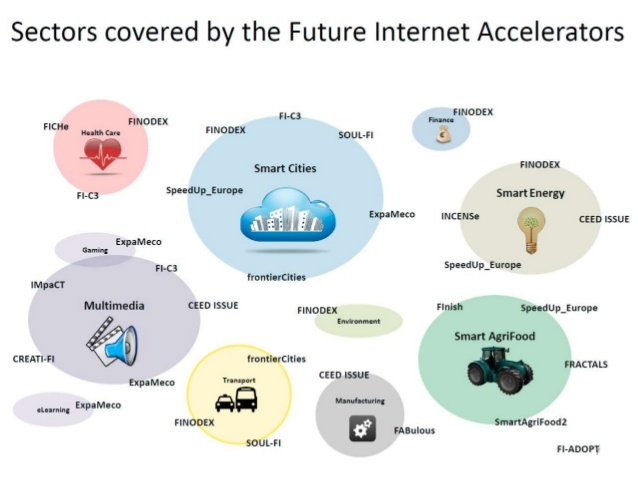 Sectors covered by the Future Internet Accelerators
FICHe
Health Care
FINODEX
FI-C3
FI-C3
FINODEX
SOUL-FI
Smart Cities
SpeedUp_Europe
ExpaMeco
frontierCities
FINODEX
Finance
€
FINODEX
Smart Energy
INCENSe
CEED ISSUE
SpeedUp_Europe
ExpaMeco
Gaming
FI-C3
IMpaCT
Multimedia
CEED ISSUE
CREATI-FI
ExpaMeco
eLearning
ExpaMeco
FINODEX
Environment
frontierCities
Transport
FINODEX
SOUL-FI
CEED ISSUE
Manufacturing
FABulous
FInish
SpeedUp_Europe
Smart AgriFood
FRACTALS
SmartAgriFood2
FI-ADOPT